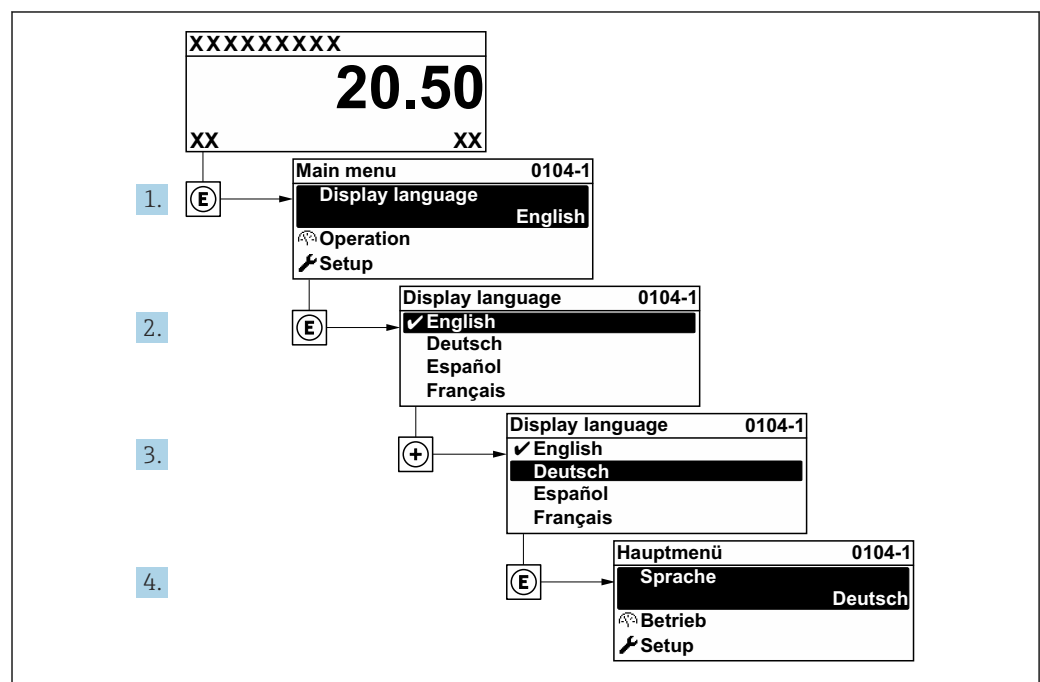 XXXXXXXXX
20.50
XX XX
1. E
Main menu 0104-1
Display language
English
Operation
Setup
2. E
Display language 0104-1
✔ English
Deutsch
Español
Français
3. +
Display language 0104-1
✔ English
Deutsch
Español
Français
4. E
Hauptmenü 0104-1
Sprache
Deutsch
Betrieb
Setup